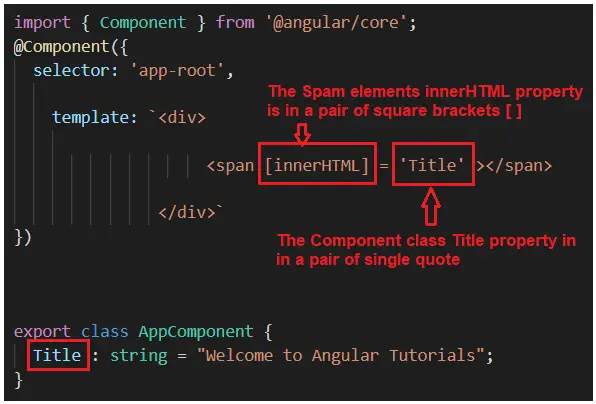 import { Component } from '@angular/core';
@Component({
selector: 'app-root',
The Spam elements innerHTML property
is in a pair of square brackets [ ]
template: `<div>
<span [innerHTML] = 'Title' ></span>
</div>`
The Component class Title property in
in a pair of single quote
})
export class AppComponent {
Title : string = "Welcome to Angular Tutorials";
}